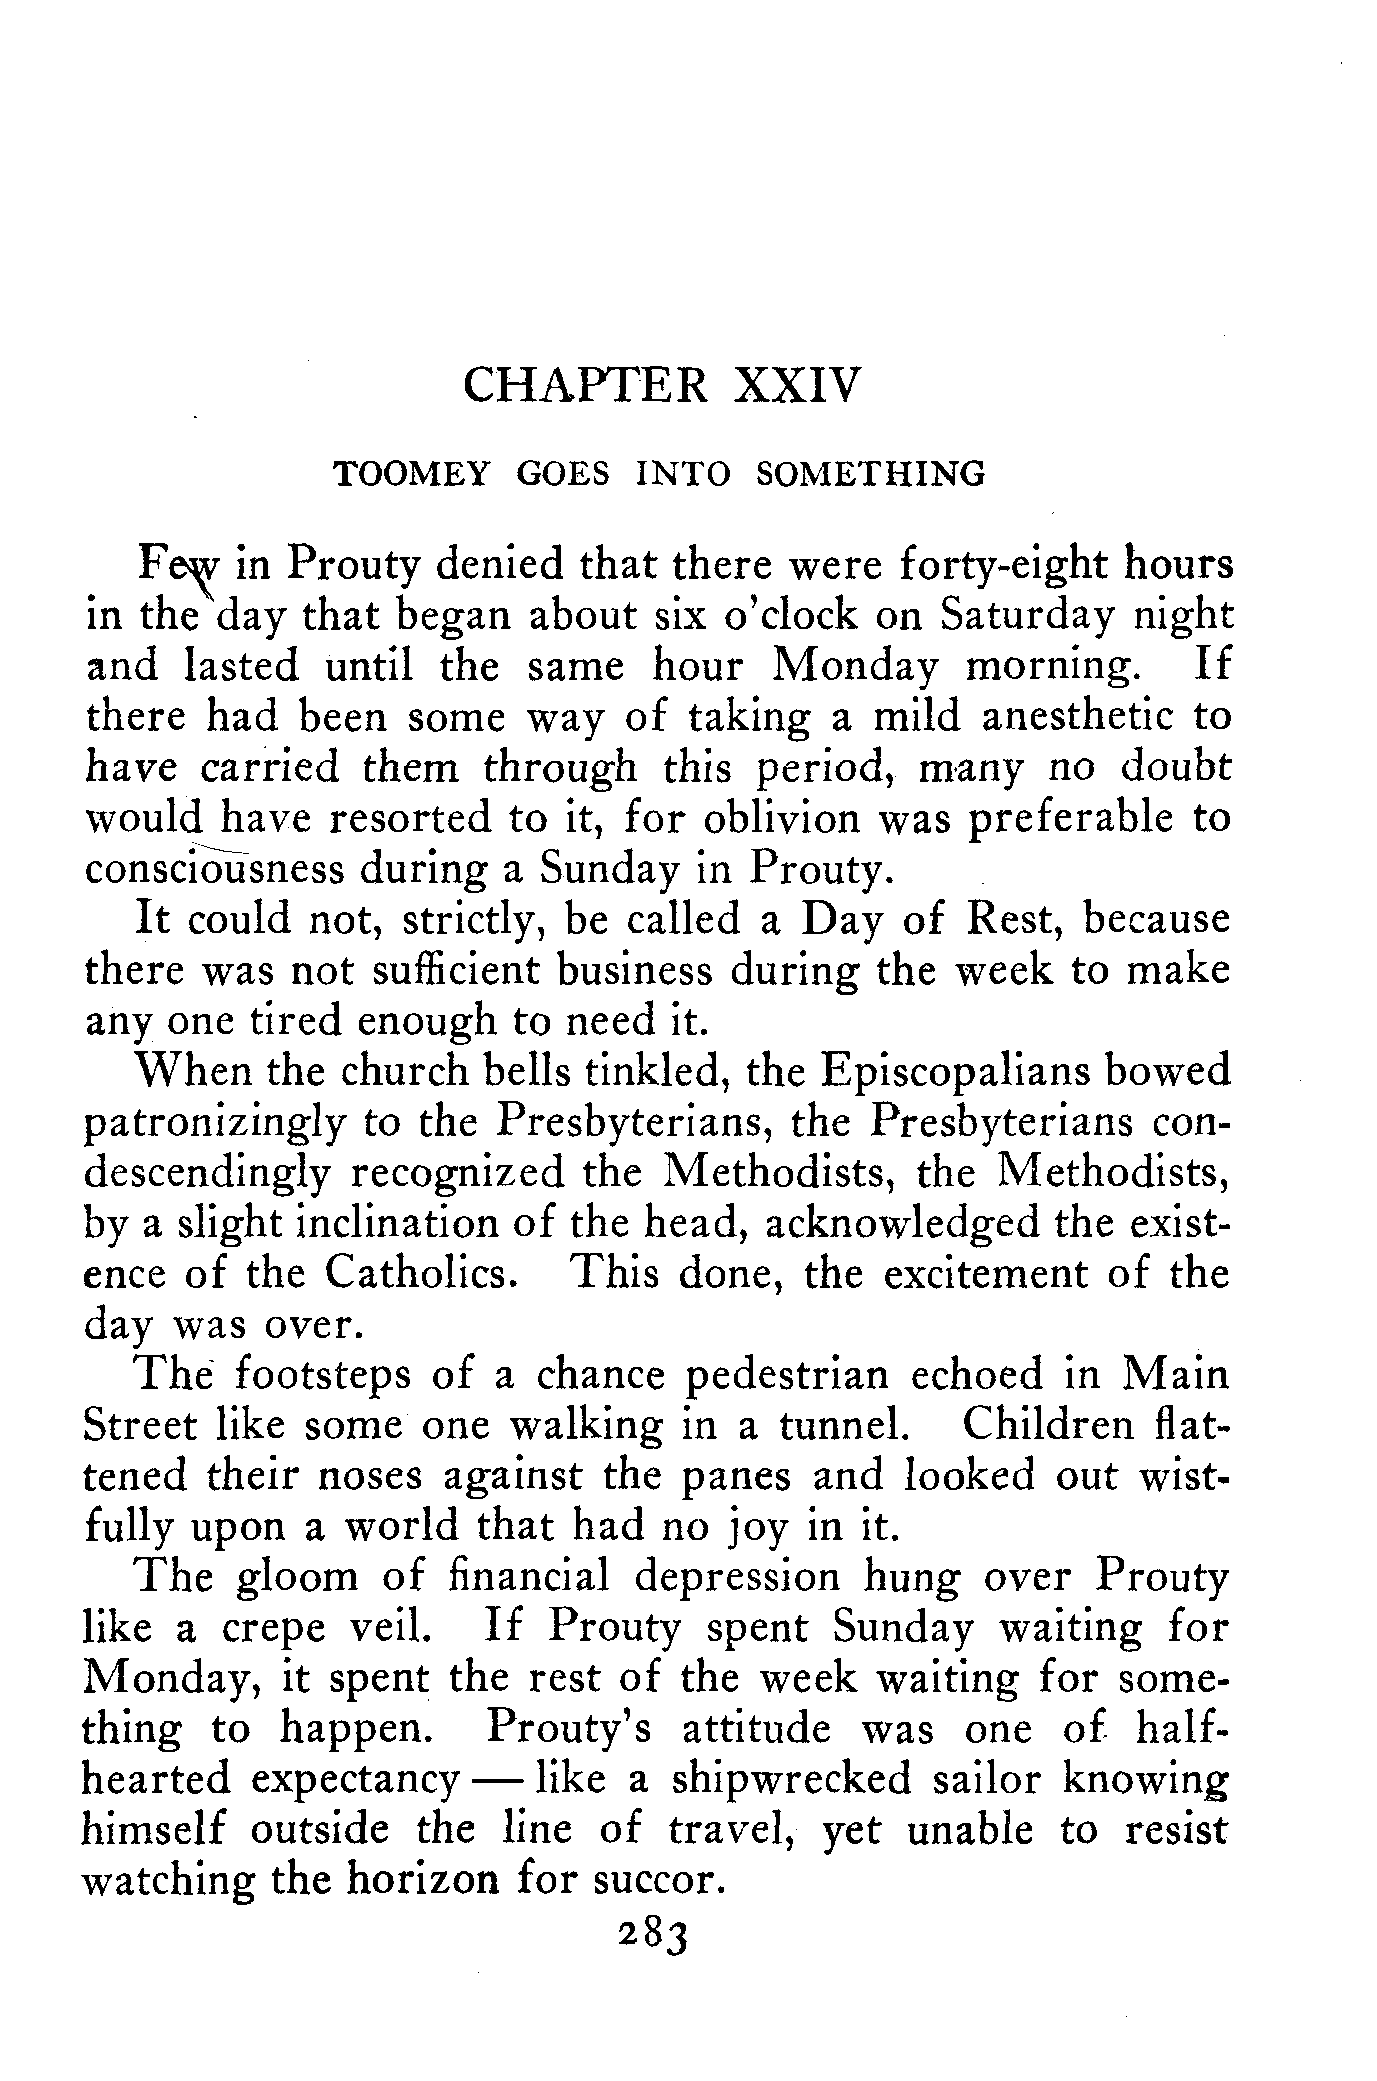 CHAPTER XXIV
TOOMEY GOES INTO SOMETHING
Few in Prouty denied that there were forty-eight hours
in the day that began about six o'clock on Saturday night
and lasted until the same hour Monday morning. If
there had been some way of taking a mild anesthetic to
have carried them through this period, many no doubt
would have resorted to it, for oblivion was preferable to
consciousness during a Sunday in Prouty.
It could not, strictly, be called a Day of Rest, because
there was not sufficient business during the week to make
any one tired enough to need it.
When the church bells tinkled, the Episcopalians bowed
patronizingly to the Presbyterians, the Presbyterians con-
descendingly recognized the Methodists, the Methodists,
by a slight inclination of the head, acknowledged the exist-
ence of the Catholics. This done, the excitement of the
day was over.
The footsteps of a chance pedestrian echoed in Main
Street like some one walking in a tunnel. Children flat-
tened their noses against the panes and looked out wist-
fully upon a world that had no joy in it.
The gloom of financial depression hung over Prouty
like a crepe veil. If Prouty spent Sunday waiting for
Monday, it spent the rest of the week waiting for some-
thing to happen. Prouty's attitude was one of half-
hearted expectancy — like a shipwrecked sailor knowing
himself outside the line of travel, yet unable to resist
watching the horizon for succor.
283